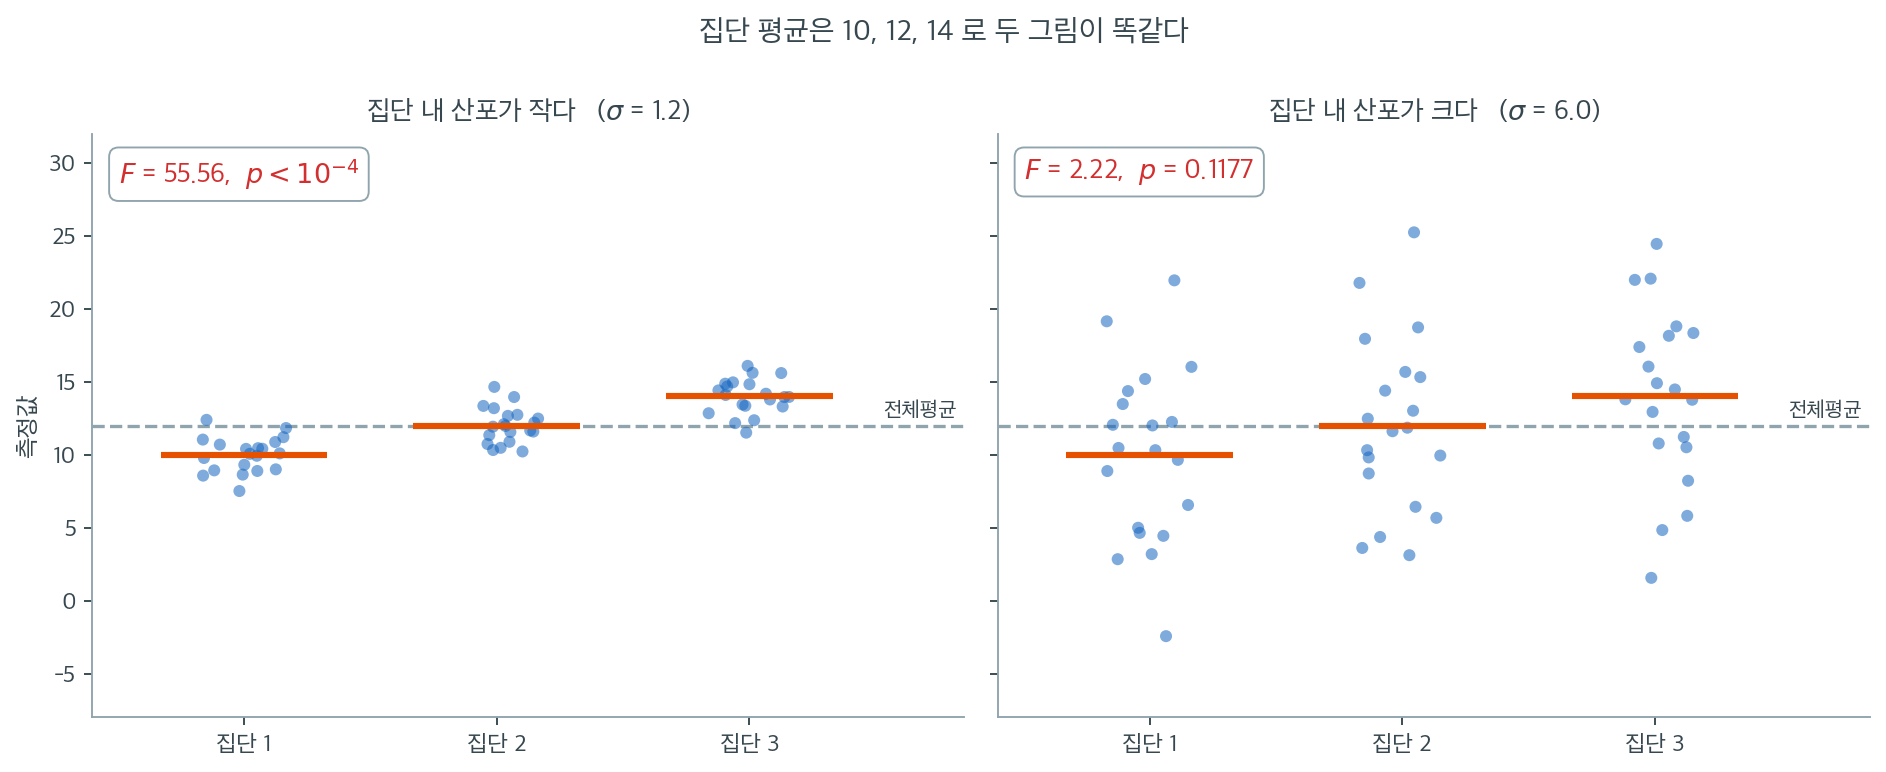 집단 평균은 10, 12, 14 로 두 그림이 똑같다
집단 내 산포가 작다 (σ = 1.2)
F = 55.56, p < 10⁻⁴
측정값
30
25
20
15
10
5
0
-5
전체평균
집단 1
집단 2
집단 3
집단 내 산포가 크다 (σ = 6.0)
F = 2.22, p = 0.1177
전체평균
집단 1
집단 2
집단 3